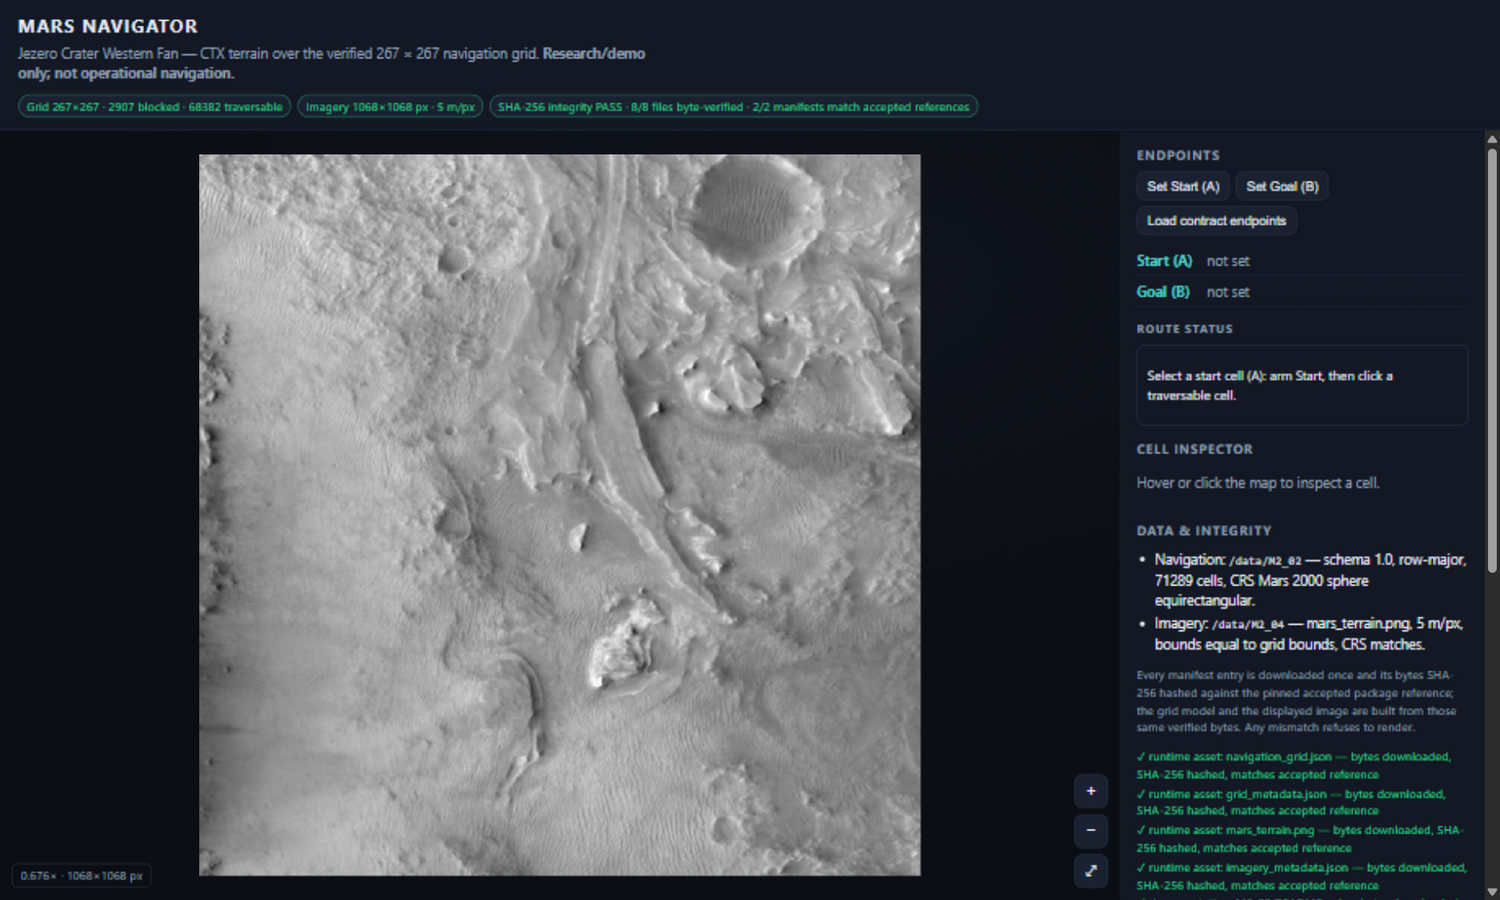 MARS NAVIGATOR
Jezero Crater Western Fan — CTX terrain over the verified 267 × 267 navigation grid. Research/demo
only; not operational navigation.
Grid 267×267 · 2907 blocked · 68382 traversable
Imagery 1068×1068 px · 5 m/px
SHA-256 integrity PASS · 8/8 files byte-verified · 2/2 manifests match accepted references
ENDPOINTS
Set Start (A)
Set Goal (B)
Load contract endpoints
Start (A) not set
Goal (B) not set
ROUTE STATUS
Select a start cell (A): arm Start, then click a
traversable cell.
CELL INSPECTOR
Hover or click the map to inspect a cell.
DATA & INTEGRITY
• Navigation: /data/M2_02 — schema 1.0, row-major,
71289 cells, CRS Mars 2000 sphere
equirectangular.
• Imagery: /data/M2_04 — mars_terrain.png, 5 m/px,
bounds equal to grid bounds, CRS matches.
Every manifest entry is downloaded once and its bytes SHA-
256 hashed against the pinned accepted package reference;
the grid model and the displayed image are built from those
same verified bytes. Any mismatch refuses to render.
✓ runtime asset: navigation_grid.json — bytes downloaded,
SHA-256 hashed, matches accepted reference
✓ runtime asset: grid_metadata.json — bytes downloaded,
SHA-256 hashed, matches accepted reference
✓ runtime asset: mars_terrain.png — bytes downloaded, SHA-
256 hashed, matches accepted reference
✓ runtime asset: imagery_metadata.json — bytes downloaded,
SHA-256 hashed, matches accepted reference
+
−
0.676× · 1068×1068 px